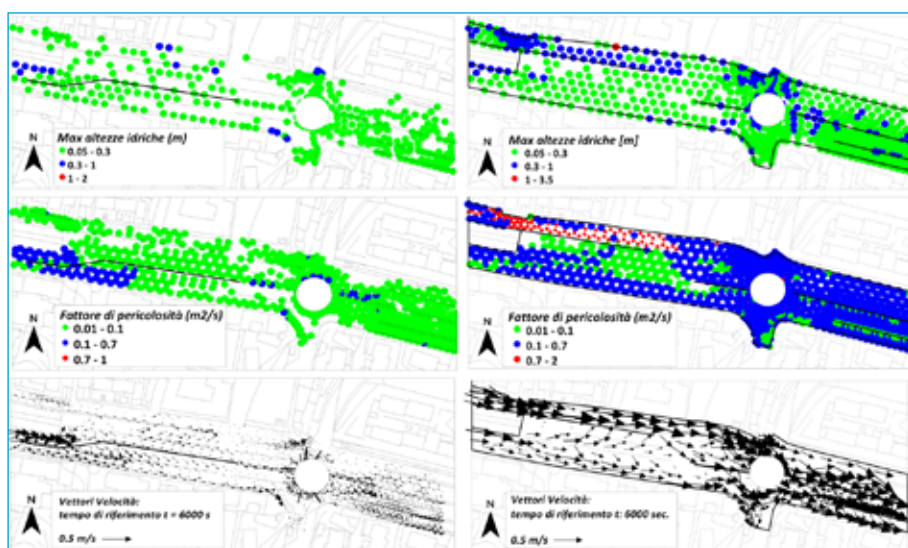 N
Max altezze idriche (m)
0.05 - 0.3
0.3 - 1
1 - 2
N
Max altezze idriche [m]
0.05 - 0.3
0.3 - 1
1 - 3.5
N
Fattore di pericolosità (m2/s)
0.01 - 0.1
0.1 - 0.7
0.7 - 1
N
Fattore di pericolosità (m2/s)
0.01 - 0.1
0.1 - 0.7
0.7 - 2
N
Vettori Velocità:
tempo di riferimento t = 6000 s
0.5 m/s
N
Vettori Velocità:
tempo di riferimento t: 6000 sec.
0.5 m/s